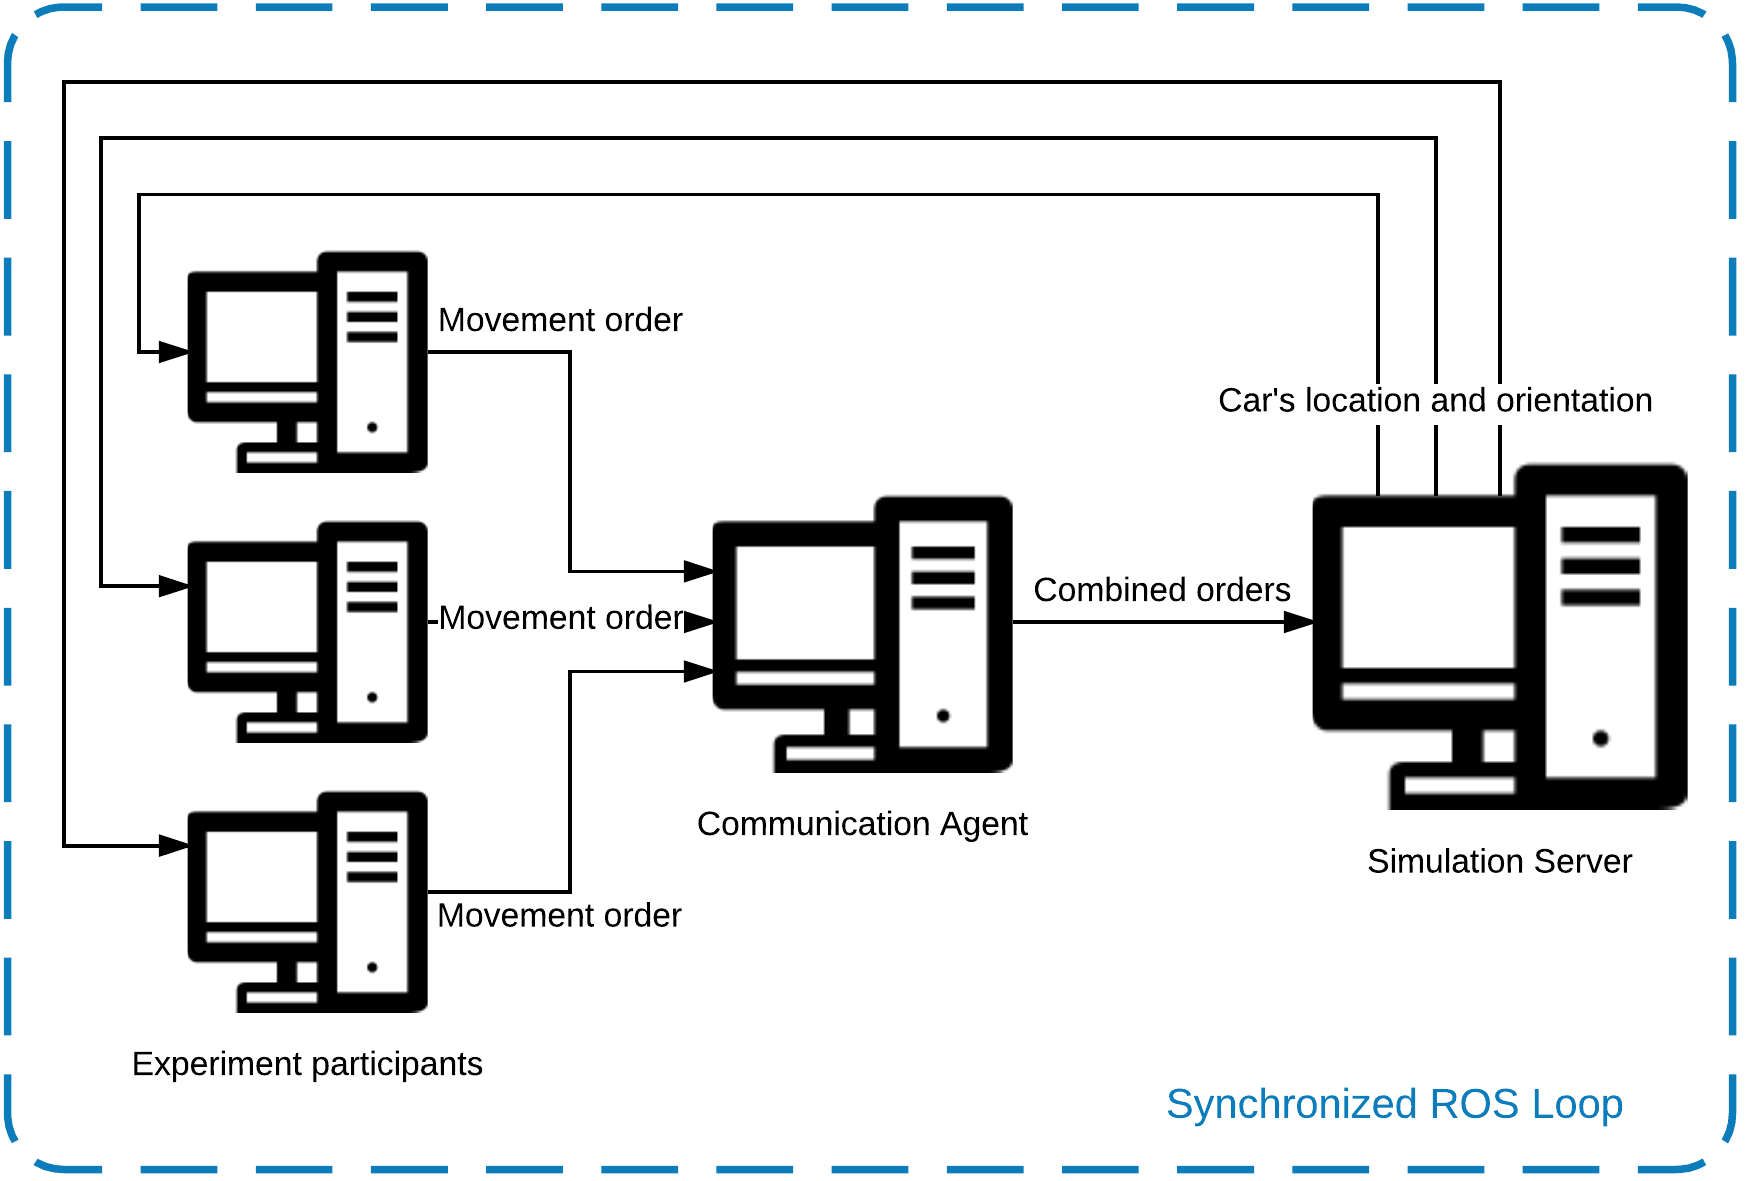 Movement order
Car's location and orientation
Combined orders
Movement order
Communication Agent
Simulation Server
Movement order
Experiment participants
Synchronized ROS Loop